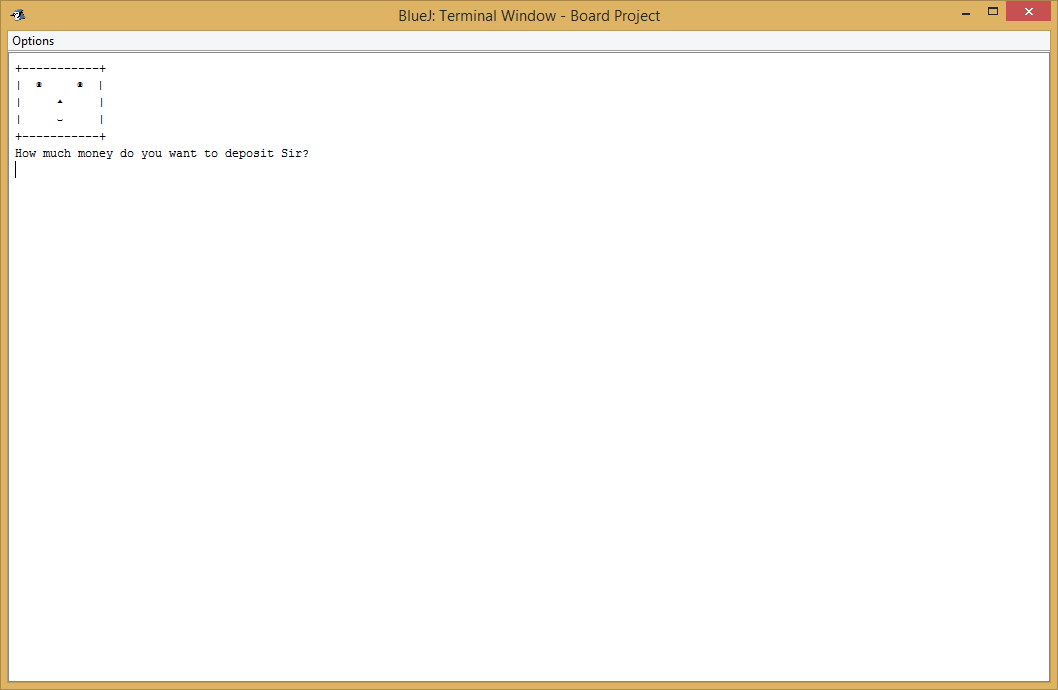 BlueJ: Terminal Window - Board Project
Options
+-----------+
|  ☻     ☻  |
|     ▲     |
|     ⌣     |
+-----------+
How much money do you want to deposit Sir?